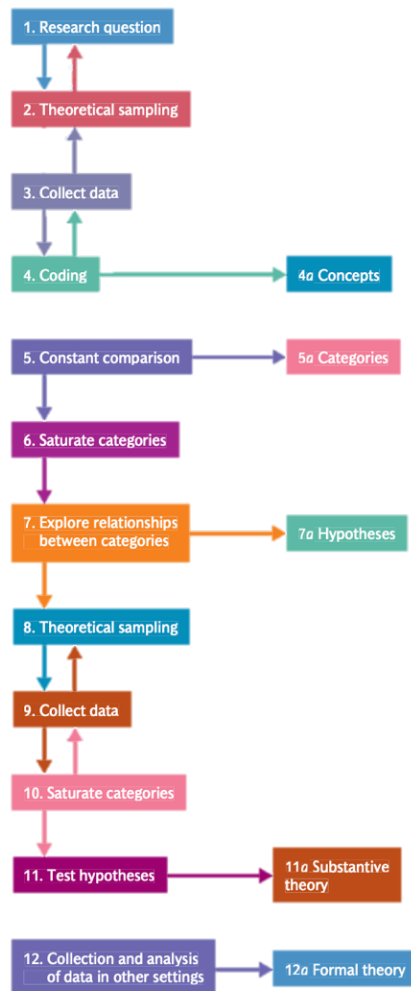 1. Research question
2. Theoretical sampling
3. Collect data
4. Coding
4a Concepts
5. Constant comparison
5a Categories
6. Saturate categories
7. Explore relationships
between categories
7a Hypotheses
8. Theoretical sampling
9. Collect data
10. Saturate categories
11. Test hypotheses
11a Substantive
theory
12. Collection and analysis
of data in other settings
12a Formal theory